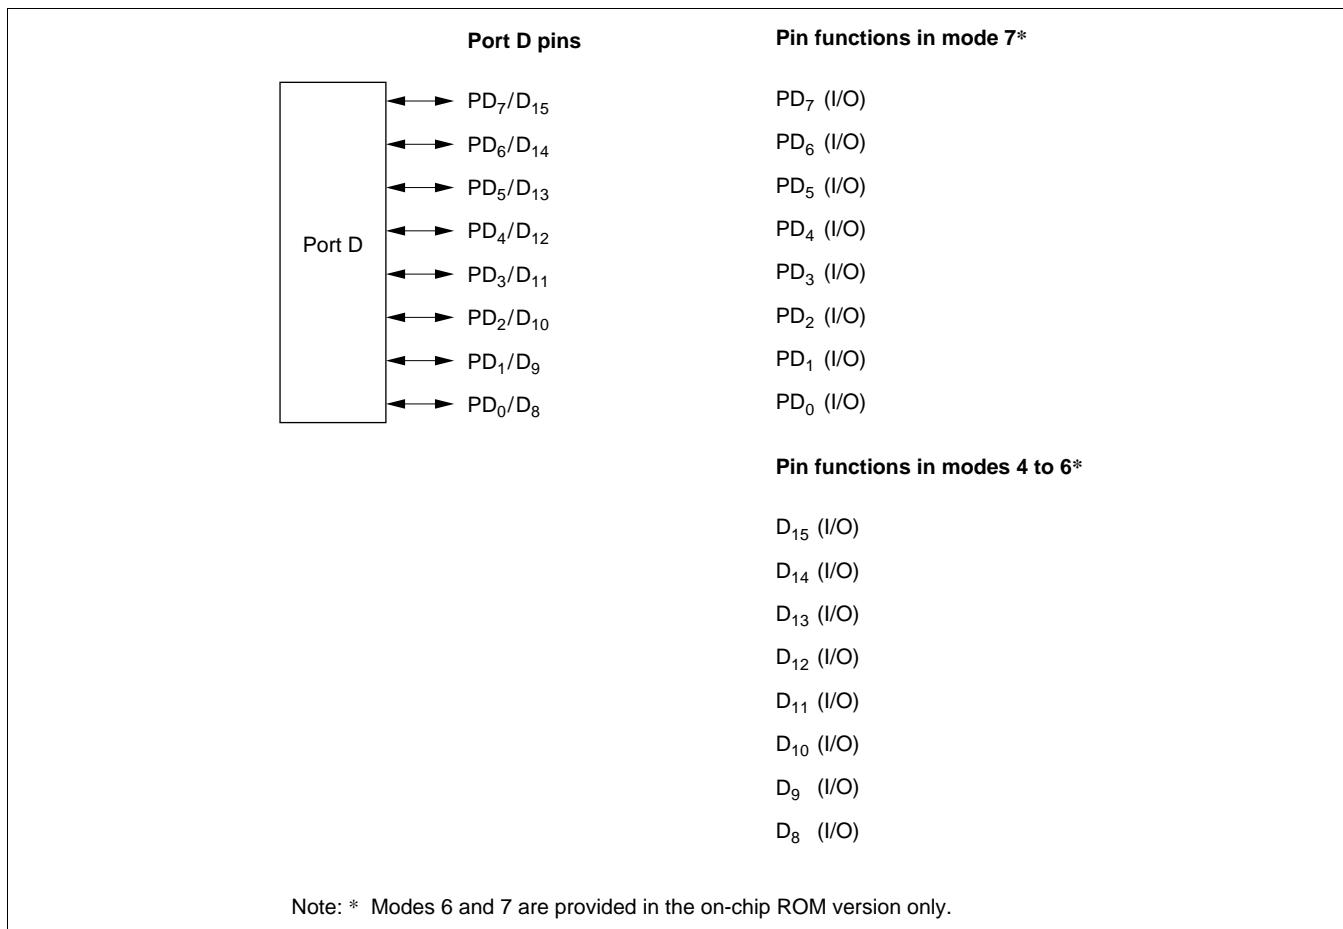 Port D pins Pin functions in mode 7*
PD₇/D₁₅ PD₇ (I/O)
PD₆/D₁₄ PD₆ (I/O)
PD₅/D₁₃ PD₅ (I/O)
PD₄/D₁₂ PD₄ (I/O)
Port D
PD₃/D₁₁ PD₃ (I/O)
PD₂/D₁₀ PD₂ (I/O)
PD₁/D₉ PD₁ (I/O)
PD₀/D₈ PD₀ (I/O)
Pin functions in modes 4 to 6*
D₁₅ (I/O)
D₁₄ (I/O)
D₁₃ (I/O)
D₁₂ (I/O)
D₁₁ (I/O)
D₁₀ (I/O)
D₉ (I/O)
D₈ (I/O)
Note: * Modes 6 and 7 are provided in the on-chip ROM version only.